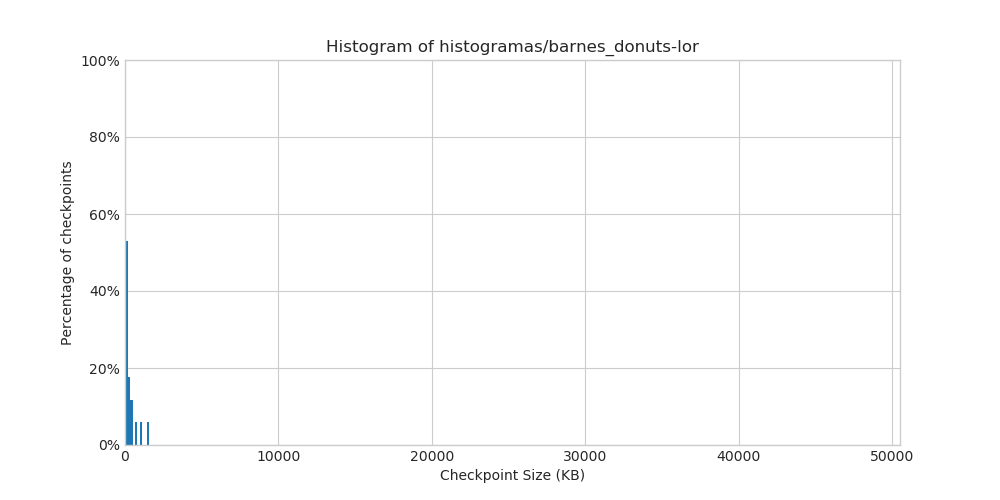 Histogram of histogramas/barnes_donuts-lor
100%
80%
60%
40%
20%
0%
Percentage of checkpoints
0 10000 20000 30000 40000 50000
Checkpoint Size (KB)